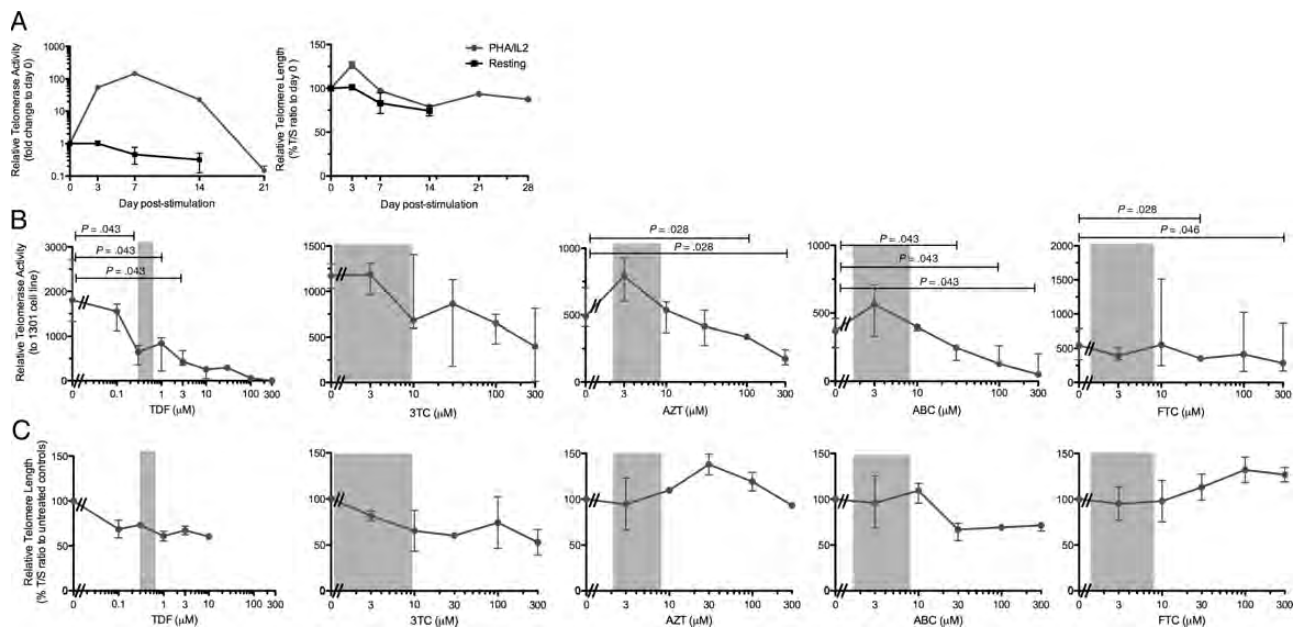 A
Relative Telomerase Activity
(fold change to day 0)
1000
100
10
1
0.1
0 3 7 14 21
Day post-stimulation
Relative Telomere Length
(% T/S ratio to day 0)
150
125
100
75
50
0
0 3 7 14 21 28
Day post-stimulation
PHA/IL2
Resting
B
Relative Telomerase Activity
(to 1301 cell line)
P = .043
P = .043
P = .043
3000
2000
1000
0
0 0.1 1 10 100 300
TDF (μM)
1500
1000
500
0
0 3 10 30 100 300
3TC (μM)
P = .028
P = .028
1000
500
0
0 3 10 30 100 300
AZT (μM)
P = .043
P = .043
P = .043
1000
500
0
0 3 10 30 100 300
ABC (μM)
P = .028
P = .046
2000
1500
1000
500
0
0 3 10 30 100 300
FTC (μM)
C
Relative Telomere Length
(% T/S ratio to untreated controls)
150
100
50
0
0 0.1 1 10 100 300
TDF (μM)
150
100
50
0
0 3 10 30 100 300
3TC (μM)
150
100
50
0
0 3 10 30 100 300
AZT (μM)
150
100
50
0
0 3 10 30 100 300
ABC (μM)
150
100
50
0
0 3 10 30 100 300
FTC (μM)